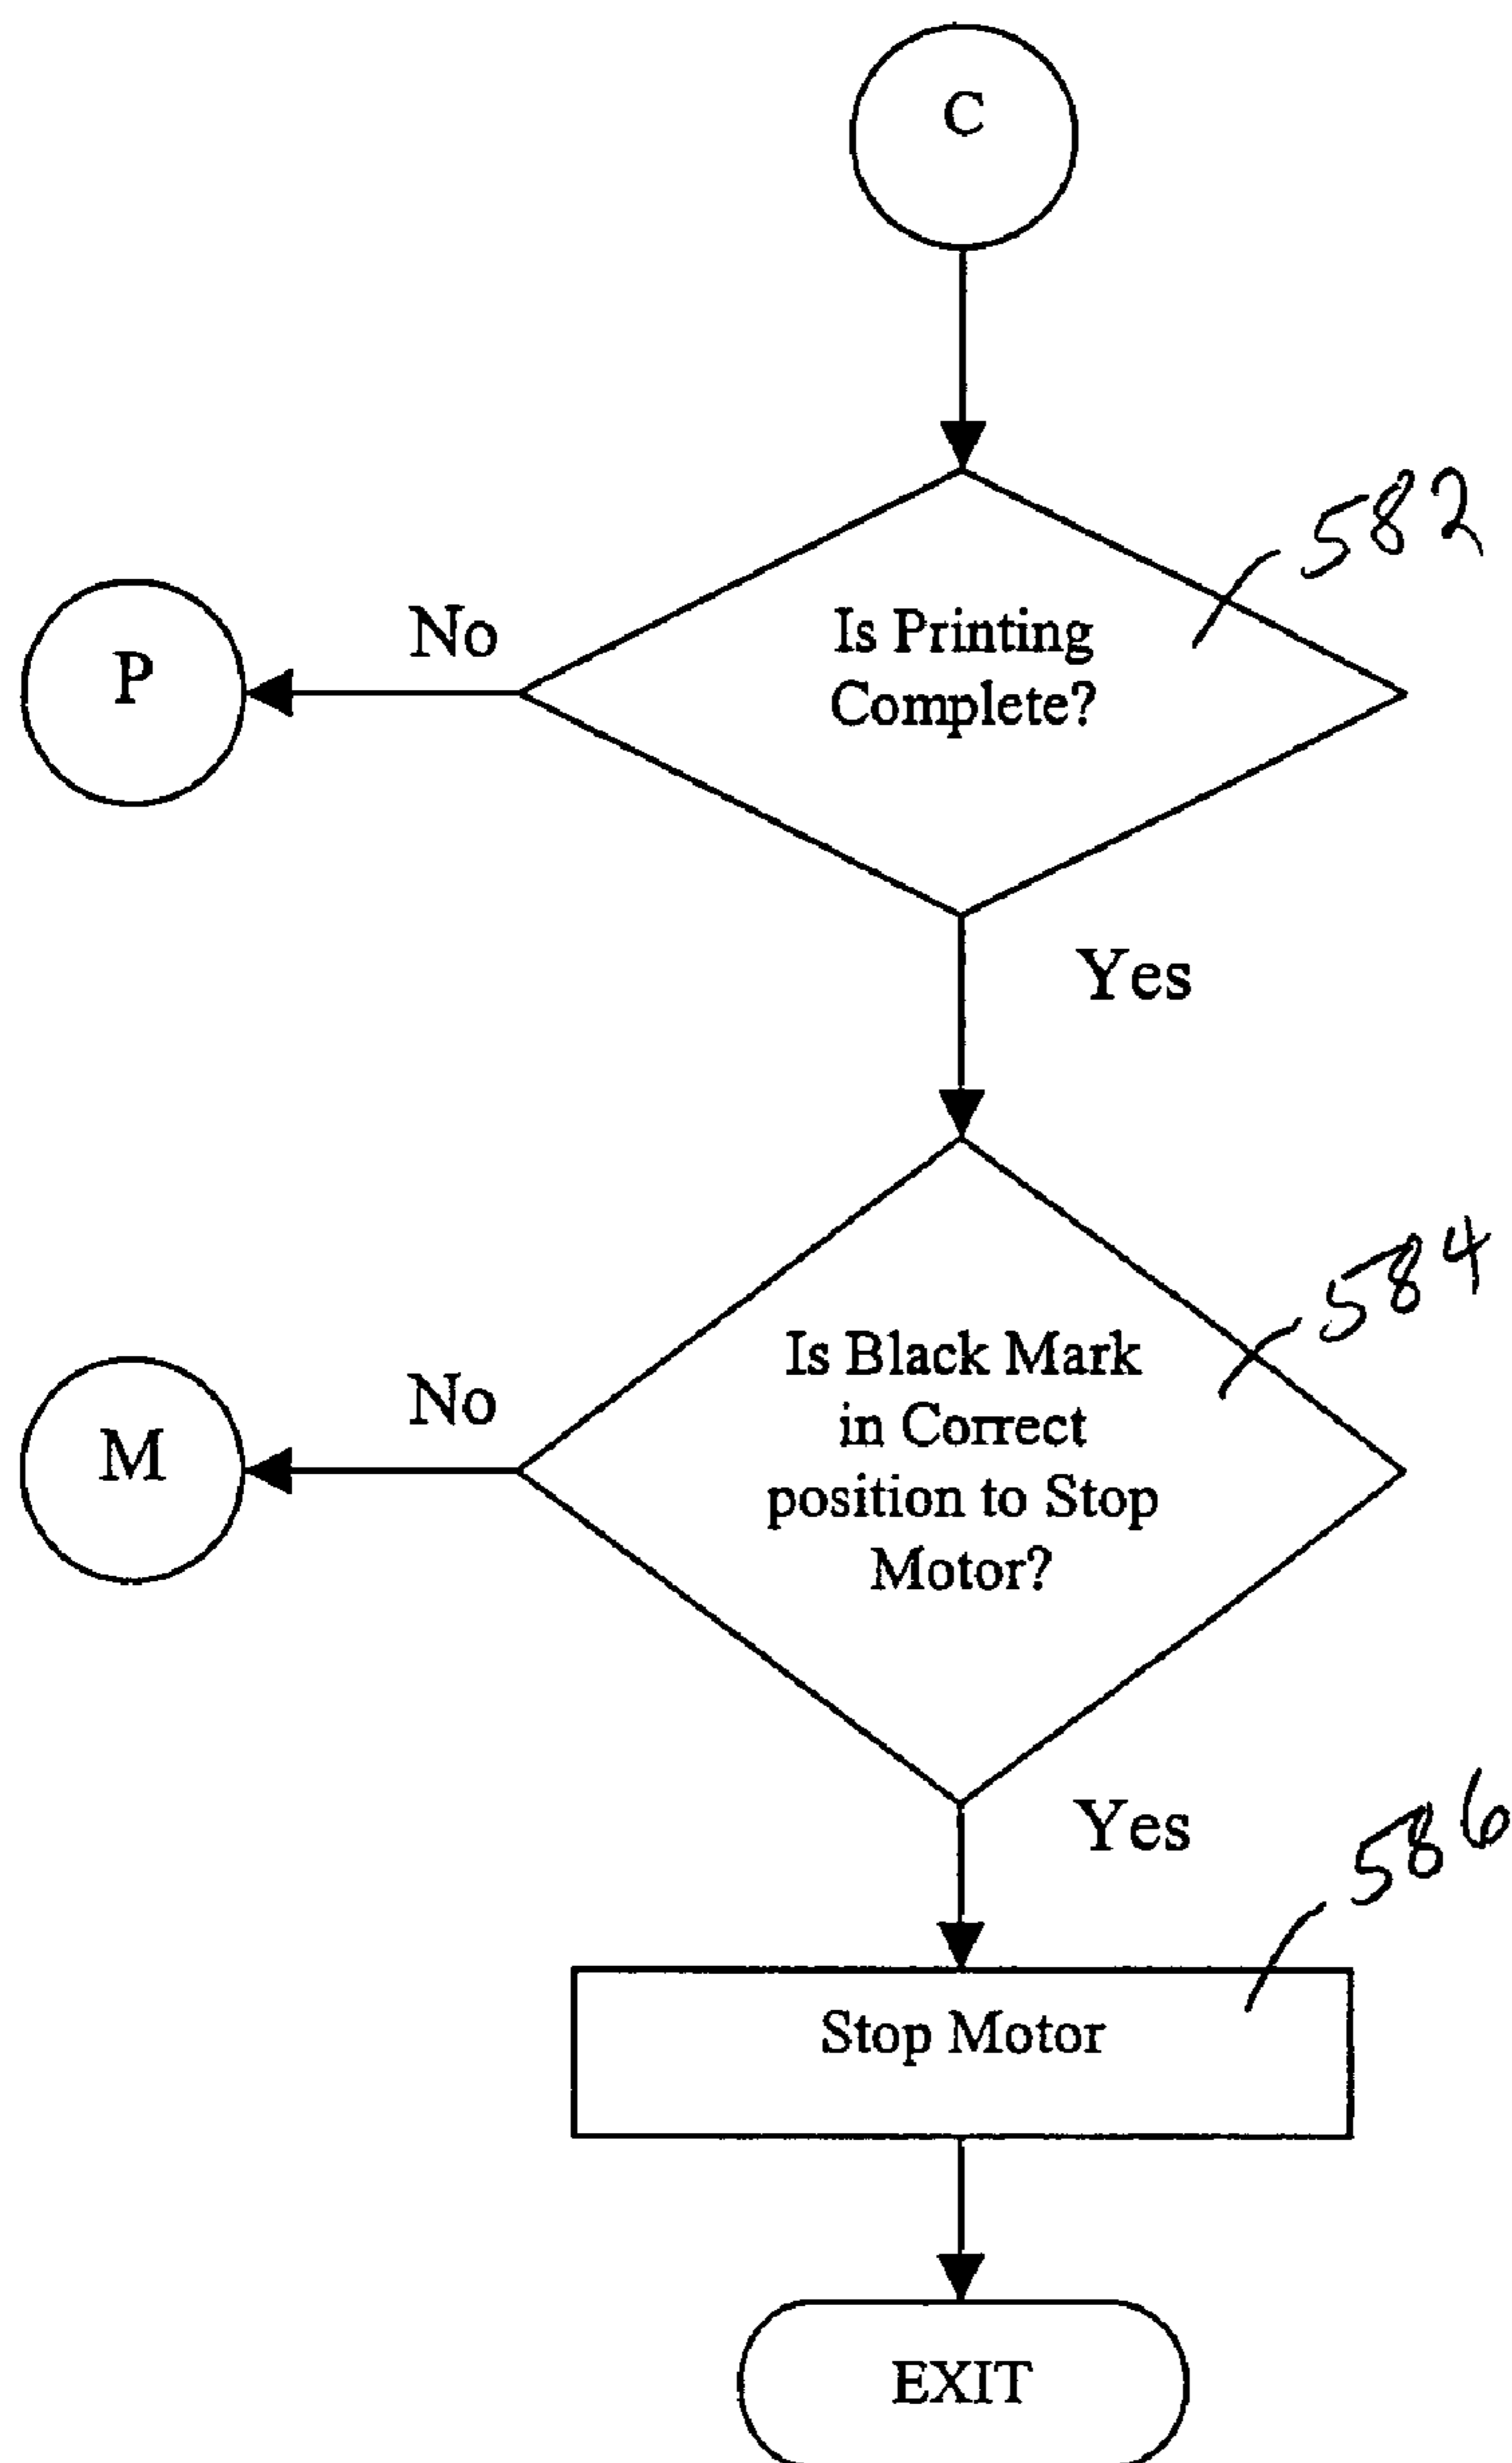 C
582
Is Printing
Complete?
No
P
Yes
584
Is Black Mark
in Correct
position to Stop
Motor?
No
M
Yes
586
Stop Motor
EXIT